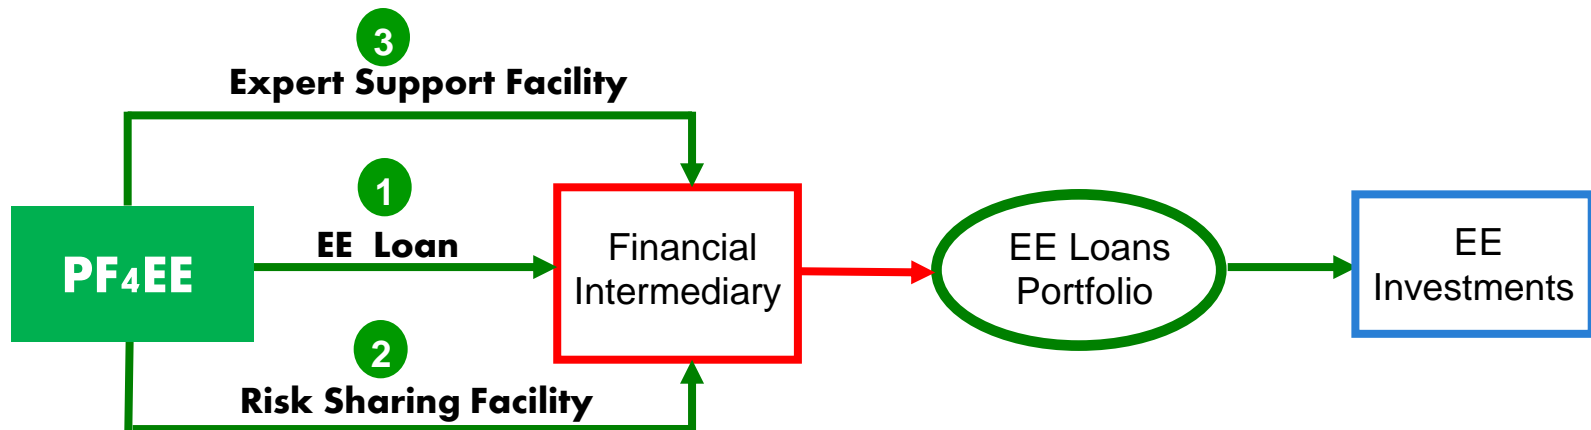 3
Expert Support Facility
1
EE Loan
PF4EE
Financial
Intermediary
EE Loans
Portfolio
EE
Investments
2
Risk Sharing Facility